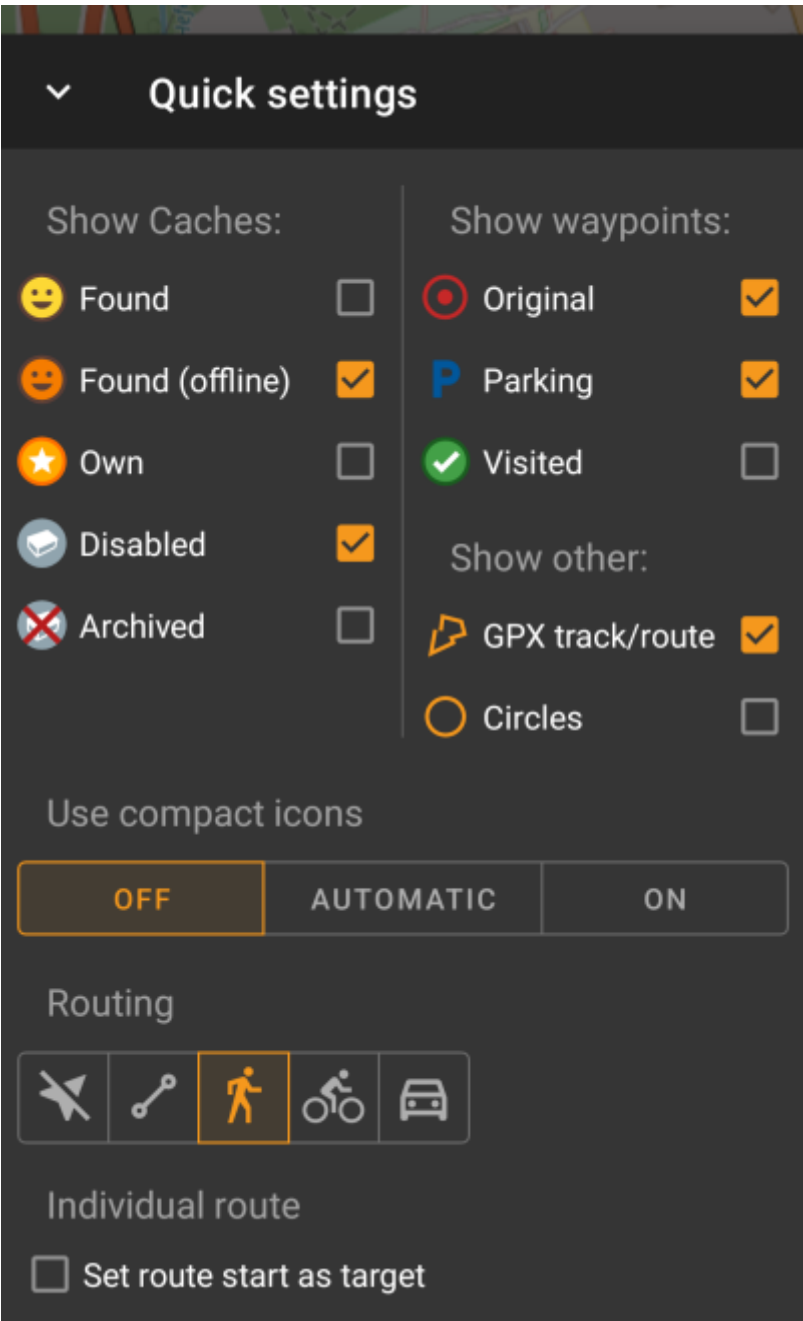 Quick settings
Show Caches:
Found
Found (offline)
Own
Disabled
Archived
Show waypoints:
Original
P Parking
Visited
Show other:
GPX track/route
Circles
Use compact icons
OFF AUTOMATIC ON
Routing
Individual route
Set route start as target